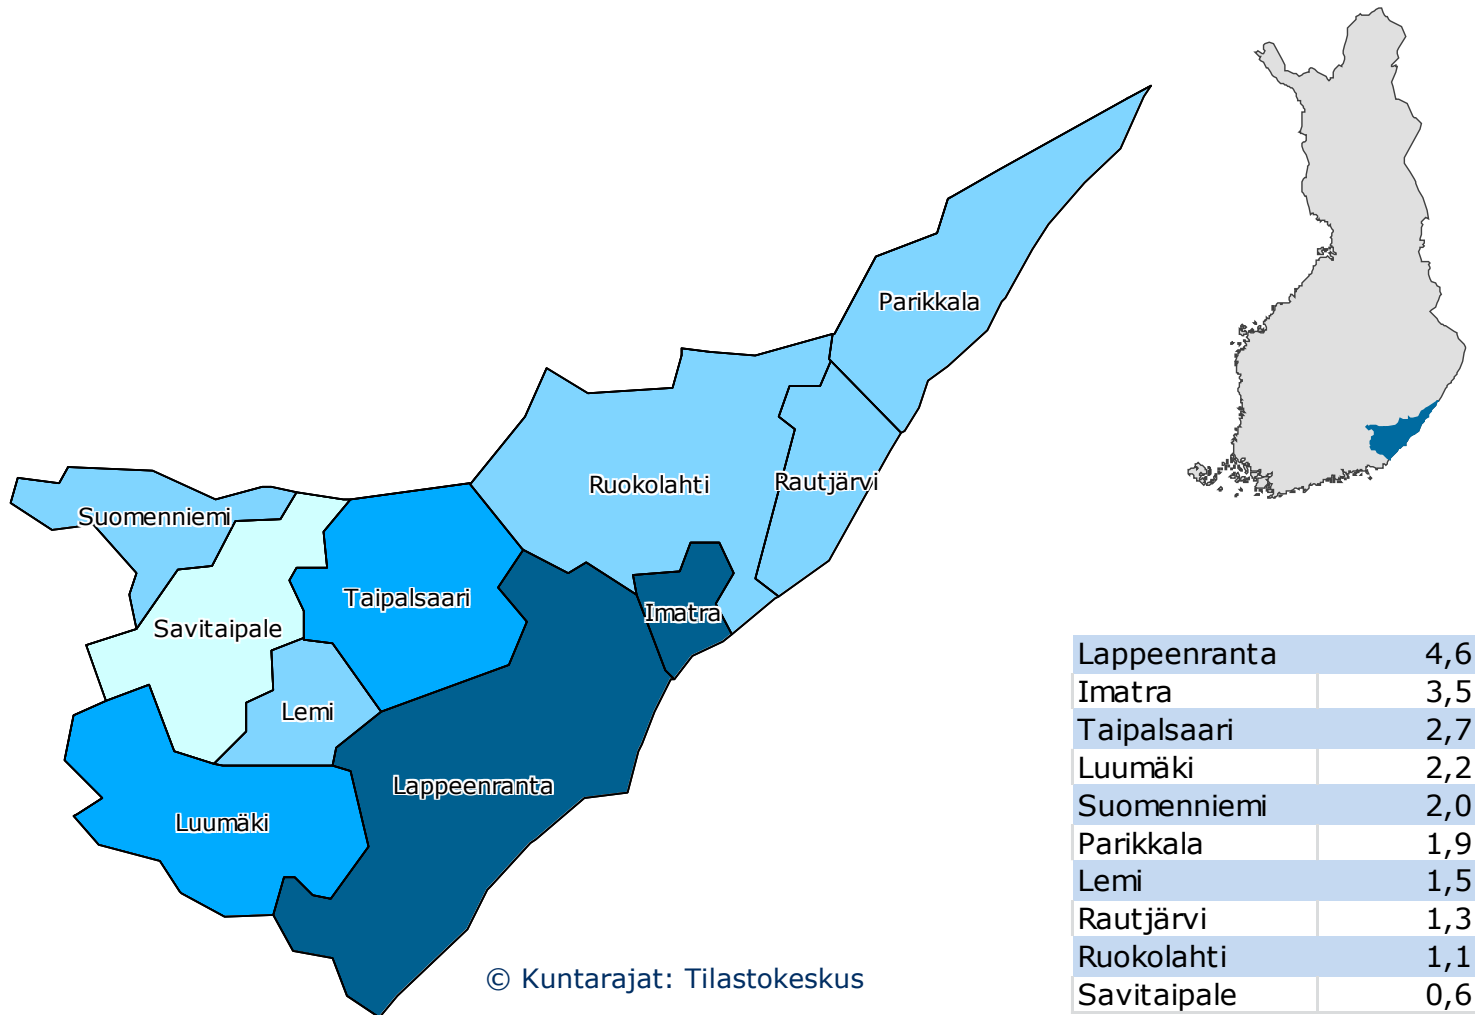 Parikkala
Ruokolahti
Rautjärvi
Suomenniemi
Taipalsaari
Imatra
Savitaipale
Lemi
Lappeenranta
Luumäki
© Kuntarajat: Tilastokeskus
Lappeenranta 4,6
Imatra 3,5
Taipalsaari 2,7
Luumäki 2,2
Suomenniemi 2,0
Parikkala 1,9
Lemi 1,5
Rautjärvi 1,3
Ruokolahti 1,1
Savitaipale 0,6